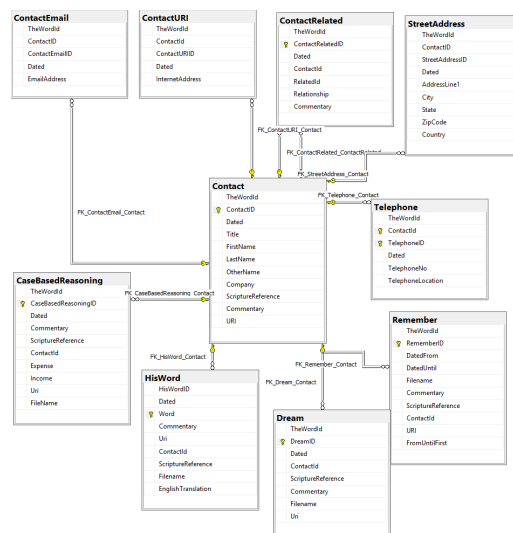 ContactEmail
TheWordId
ContactID
ContactEmailID
Dated
EmailAddress
ContactURI
TheWordId
ContactId
ContactURIID
Dated
InternetAddress
ContactRelated
TheWordId
ContactRelatedID
Dated
ContactId
RelatedId
Relationship
Commentary
StreetAddress
TheWordId
ContactID
StreetAddressID
Dated
AddressLine1
City
State
ZipCode
Country
FK_ContactURI_Contact
FK_ContactRelated_ContactRelated
FK_StreetAddress_Contact
FK_Telephone_Contact
FK_ContactEmail_Contact
Contact
TheWordId
ContactID
Dated
Title
FirstName
LastName
OtherName
Company
ScriptureReference
Commentary
URI
Telephone
TheWordId
ContactId
TelephoneID
Dated
TelephoneNo
TelephoneLocation
CaseBasedReasoning
TheWordId
CaseBasedReasoningID
Dated
Commentary
ScriptureReference
ContactId
Expense
Income
Uri
FileName
FK_CaseBasedReasoning_Contact
FK_HisWord_Contact
FK_Remember_Contact
FK_Dream_Contact
Remember
TheWordId
RememberID
DatedFrom
DatedUntil
Filename
Commentary
ScriptureReference
ContactId
URI
FromUntilFirst
HisWord
HisWordID
Dated
Word
Commentary
Uri
ContactId
ScriptureReference
Filename
EnglishTranslation
Dream
TheWordId
DreamID
Dated
ContactId
ScriptureReference
Commentary
Filename
Uri